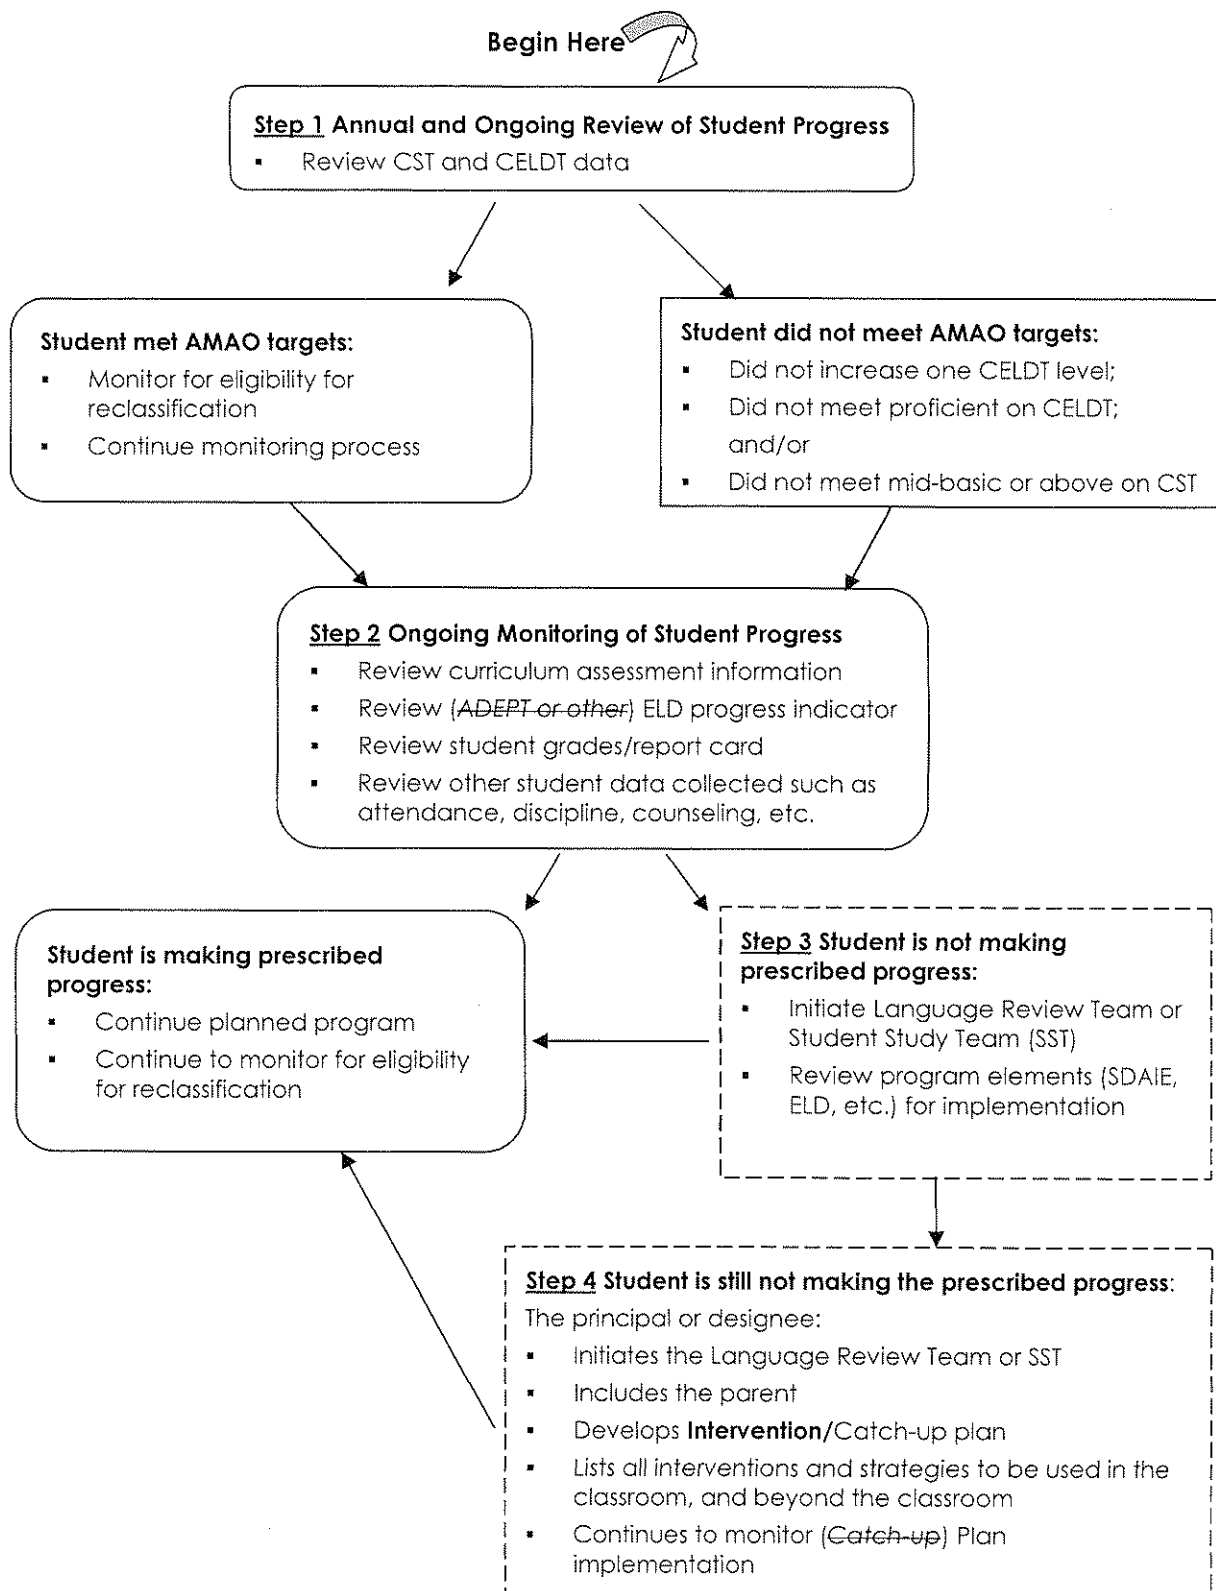 Begin Here
Step 1 Annual and Ongoing Review of Student Progress
▪ Review CST and CELDT data
Student met AMAO targets:
▪ Monitor for eligibility for
reclassification
▪ Continue monitoring process
Student did not meet AMAO targets:
▪ Did not increase one CELDT level;
▪ Did not meet proficient on CELDT;
and/or
▪ Did not meet mid-basic or above on CST
Step 2 Ongoing Monitoring of Student Progress
▪ Review curriculum assessment information
▪ Review (ADEPT or other) ELD progress indicator
▪ Review student grades/report card
▪ Review other student data collected such as
attendance, discipline, counseling, etc.
Student is making prescribed
progress:
▪ Continue planned program
▪ Continue to monitor for eligibility
for reclassification
Step 3 Student is not making
prescribed progress:
▪ Initiate Language Review Team or
Student Study Team (SST)
▪ Review program elements (SDAIE,
ELD, etc.) for implementation
Step 4 Student is still not making the prescribed progress:
The principal or designee:
▪ Initiates the Language Review Team or SST
▪ Includes the parent
▪ Develops Intervention/Catch-up plan
▪ Lists all interventions and strategies to be used in the
classroom, and beyond the classroom
▪ Continues to monitor (Catch-up) Plan
implementation